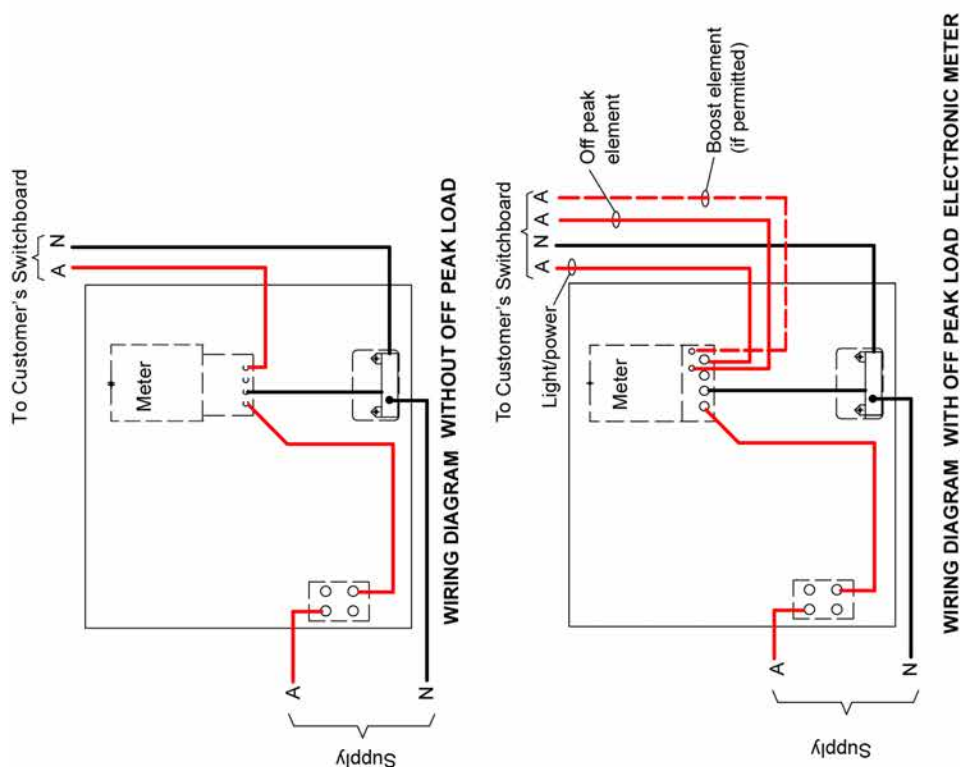 To Customer's Switchboard
A N
Meter
A
N
Supply
WIRING DIAGRAM WITHOUT OFF PEAK LOAD
To Customer's Switchboard
A N A A
Light/power
Off peak
element
Boost element
(if permitted)
Meter
A
N
Supply
WIRING DIAGRAM WITH OFF PEAK LOAD ELECTRONIC METER